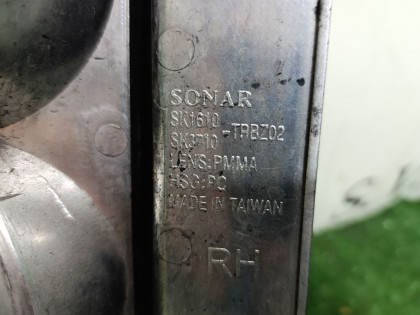 SONAR
SK1610
SK3710 -TRBZ02
LENS:PMMA
HSG:PC
MADE IN TAIWAN
RH